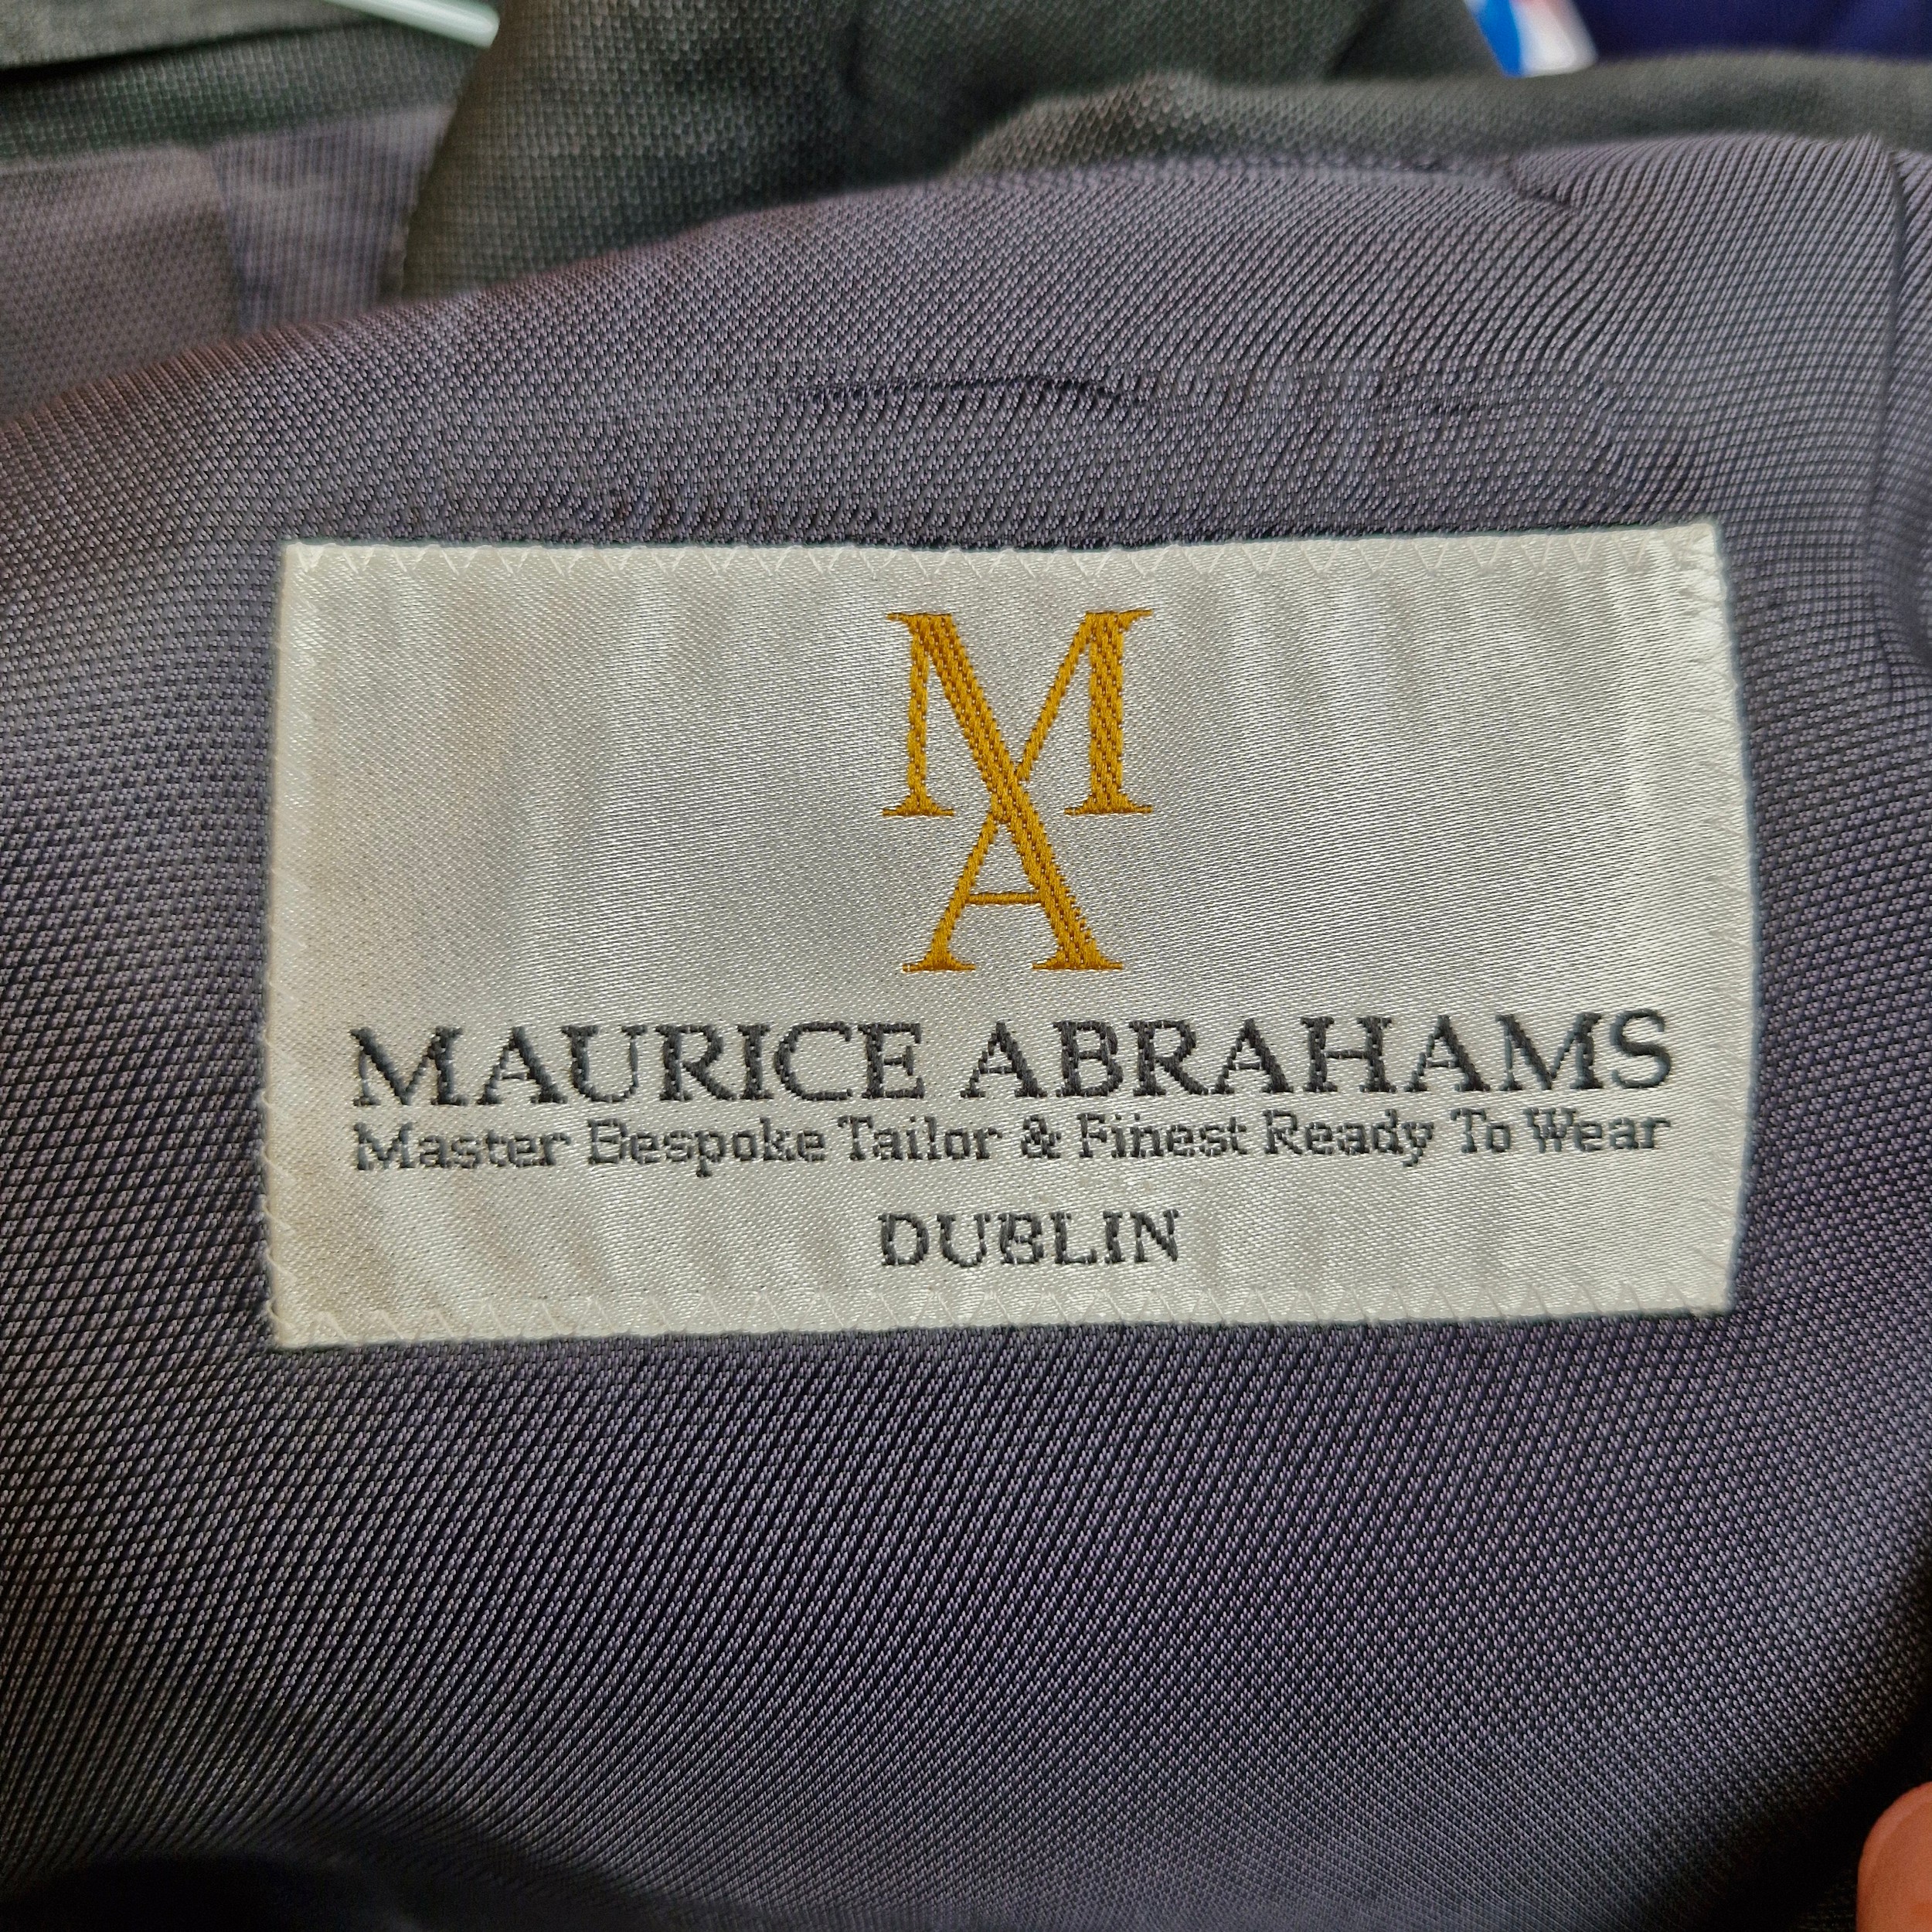 MA
MAURICE ABRAHAMS
Master Bespoke Tailor & Finest Ready To Wear
DUBLIN